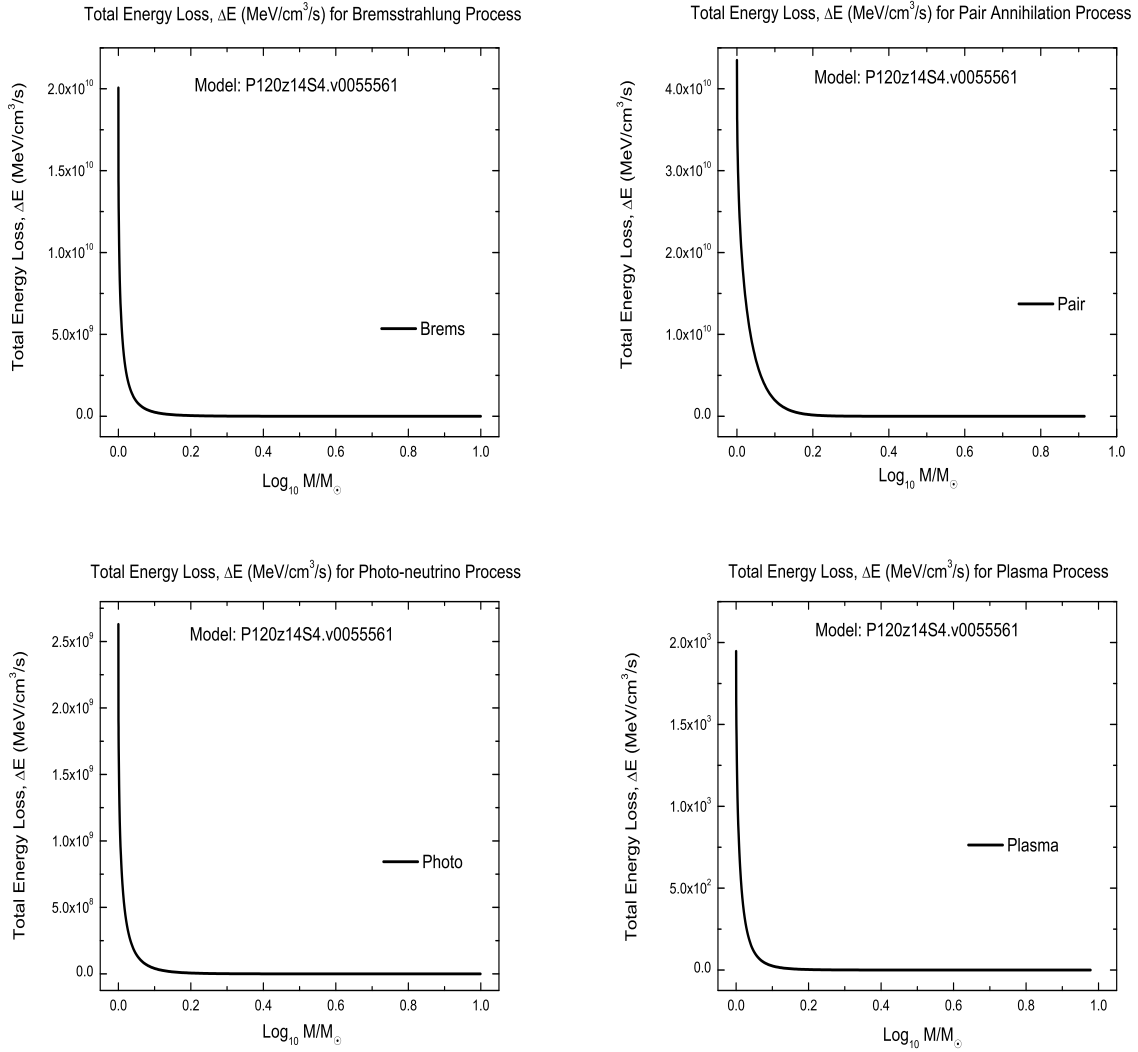 Total Energy Loss, ΔE (MeV/cm³/s) for Bremsstrahlung Process
Model: P120z14S4.v0055561
Total Energy Loss, ΔE (MeV/cm³/s)
2.0x10¹⁰
1.5x10¹⁰
1.0x10¹⁰
5.0x10⁹
0.0
Brems
0.0 0.2 0.4 0.6 0.8 1.0
Log₁₀ M/M☉
Total Energy Loss, ΔE (MeV/cm³/s) for Pair Annihilation Process
Model: P120z14S4.v0055561
Total Energy Loss, ΔE (MeV/cm³/s)
4.0x10¹⁰
3.0x10¹⁰
2.0x10¹⁰
1.0x10¹⁰
0.0
Pair
0.0 0.2 0.4 0.6 0.8 1.0
Log₁₀ M/M☉
Total Energy Loss, ΔE (MeV/cm³/s) for Photo-neutrino Process
Model: P120z14S4.v0055561
Total Energy Loss, ΔE (MeV/cm³/s)
2.5x10⁹
2.0x10⁹
1.5x10⁹
1.0x10⁹
5.0x10⁸
0.0
Photo
0.0 0.2 0.4 0.6 0.8 1.0
Log₁₀ M/M☉
Total Energy Loss, ΔE (MeV/cm³/s) for Plasma Process
Model: P120z14S4.v0055561
Total Energy Loss, ΔE (MeV/cm³/s)
2.0x10³
1.5x10³
1.0x10³
5.0x10²
0.0
Plasma
0.0 0.2 0.4 0.6 0.8 1.0
Log₁₀ M/M☉